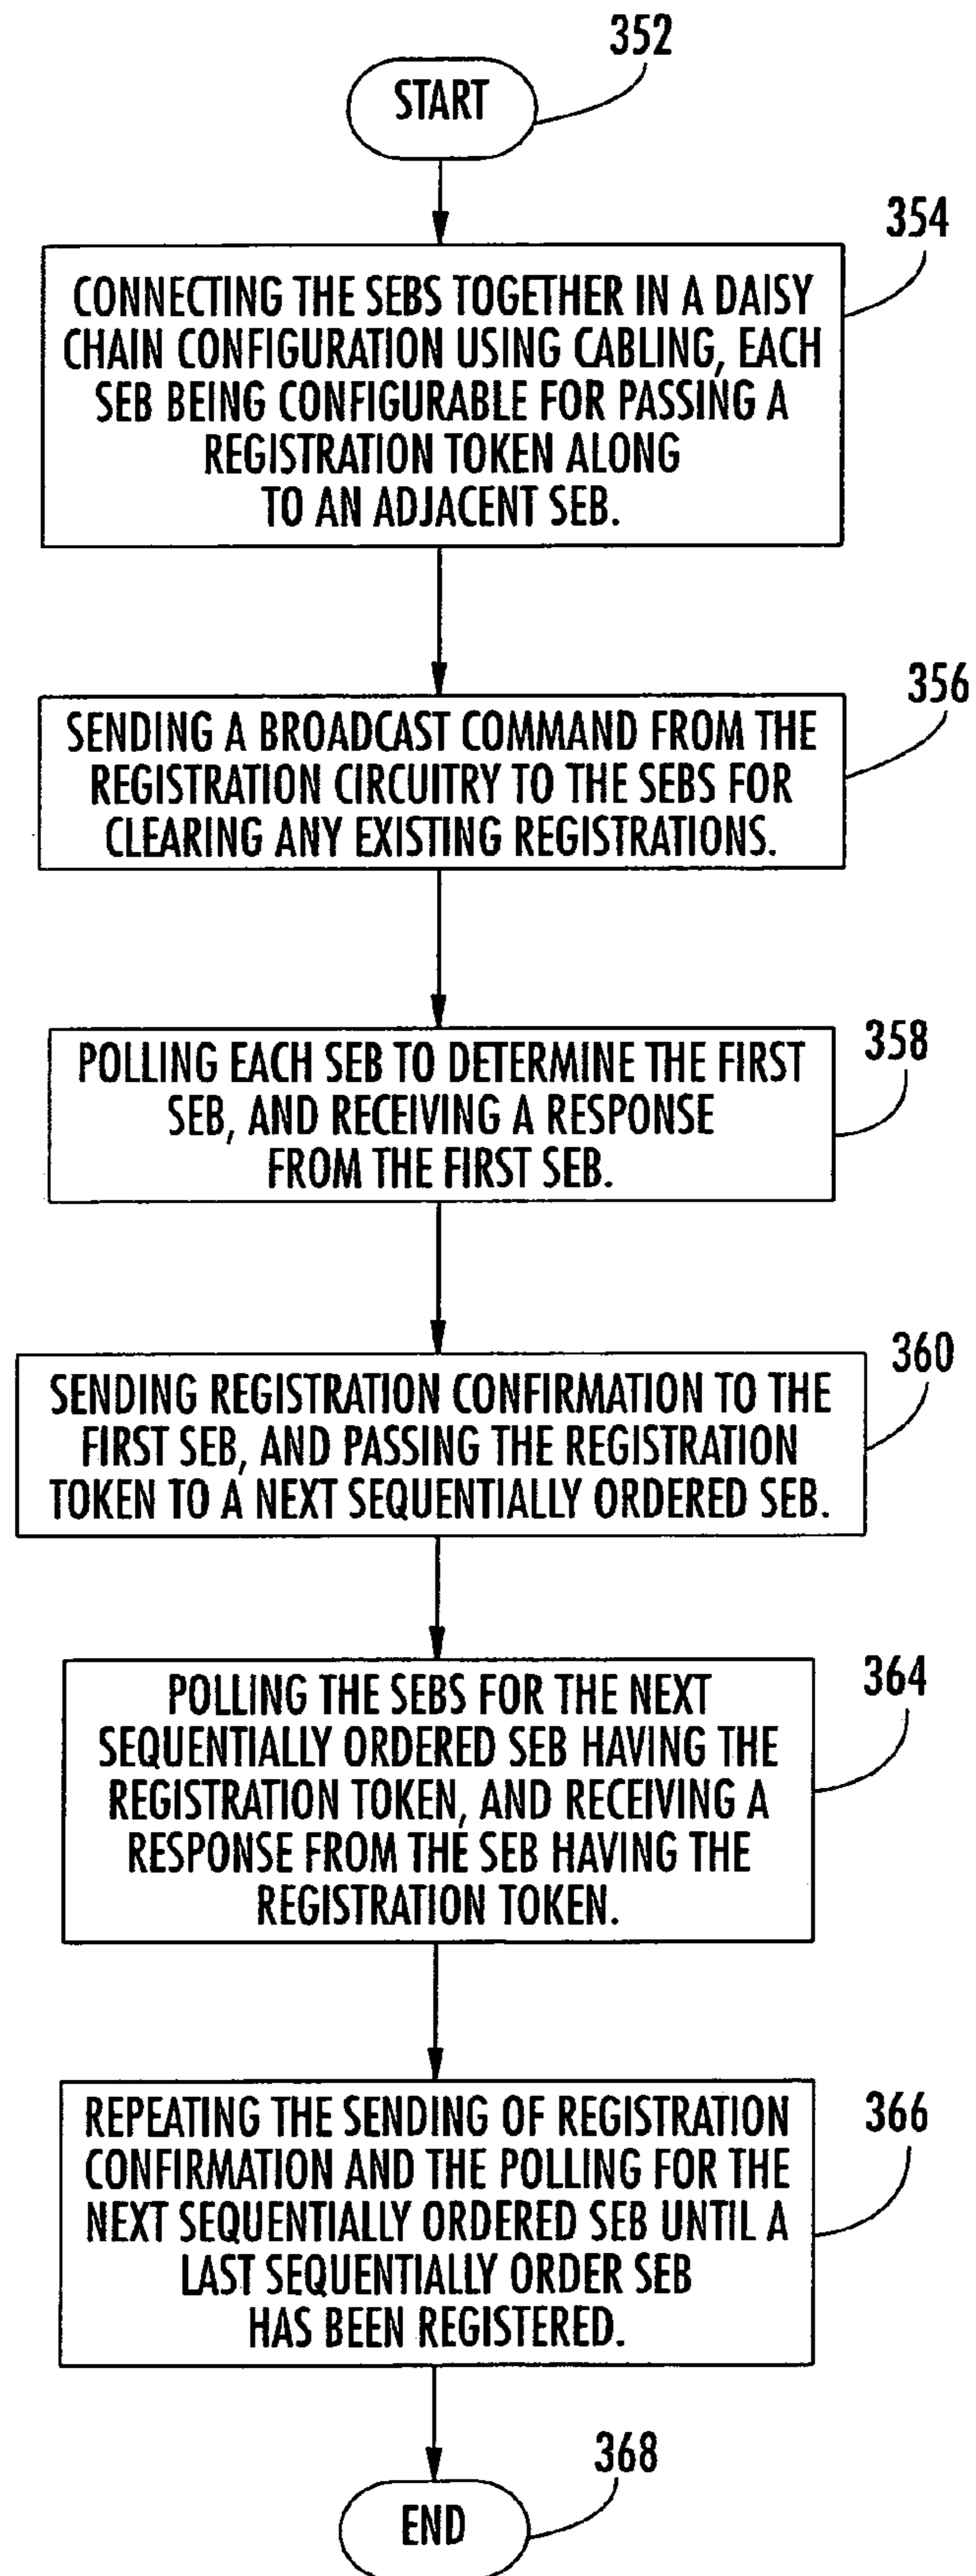 352
START
354
CONNECTING THE SEBS TOGETHER IN A DAISY
CHAIN CONFIGURATION USING CABLING, EACH
SEB BEING CONFIGURABLE FOR PASSING A
REGISTRATION TOKEN ALONG
TO AN ADJACENT SEB.
356
SENDING A BROADCAST COMMAND FROM THE
REGISTRATION CIRCUITRY TO THE SEBS FOR
CLEARING ANY EXISTING REGISTRATIONS.
358
POLLING EACH SEB TO DETERMINE THE FIRST
SEB, AND RECEIVING A RESPONSE
FROM THE FIRST SEB.
360
SENDING REGISTRATION CONFIRMATION TO THE
FIRST SEB, AND PASSING THE REGISTRATION
TOKEN TO A NEXT SEQUENTIALLY ORDERED SEB.
364
POLLING THE SEBS FOR THE NEXT
SEQUENTIALLY ORDERED SEB HAVING THE
REGISTRATION TOKEN, AND RECEIVING A
RESPONSE FROM THE SEB HAVING THE
REGISTRATION TOKEN.
366
REPEATING THE SENDING OF REGISTRATION
CONFIRMATION AND THE POLLING FOR THE
NEXT SEQUENTIALLY ORDERED SEB UNTIL A
LAST SEQUENTIALLY ORDER SEB
HAS BEEN REGISTERED.
368
END